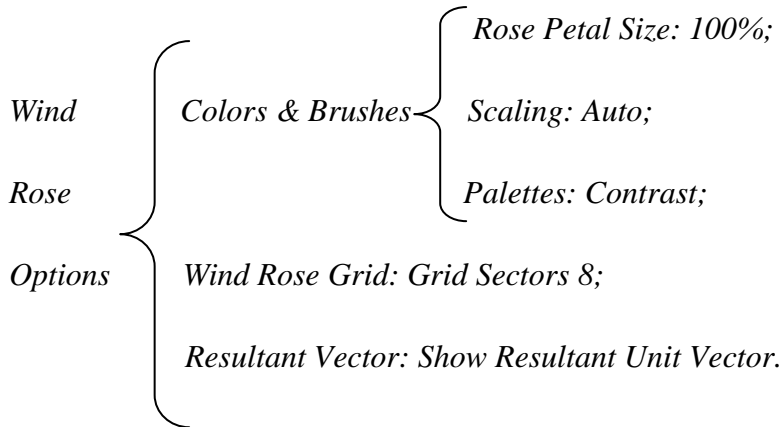 Rose Petal Size: 100%;
Wind Colors & Brushes Scaling: Auto;
Rose Palettes: Contrast;
Options Wind Rose Grid: Grid Sectors 8;
Resultant Vector: Show Resultant Unit Vector.